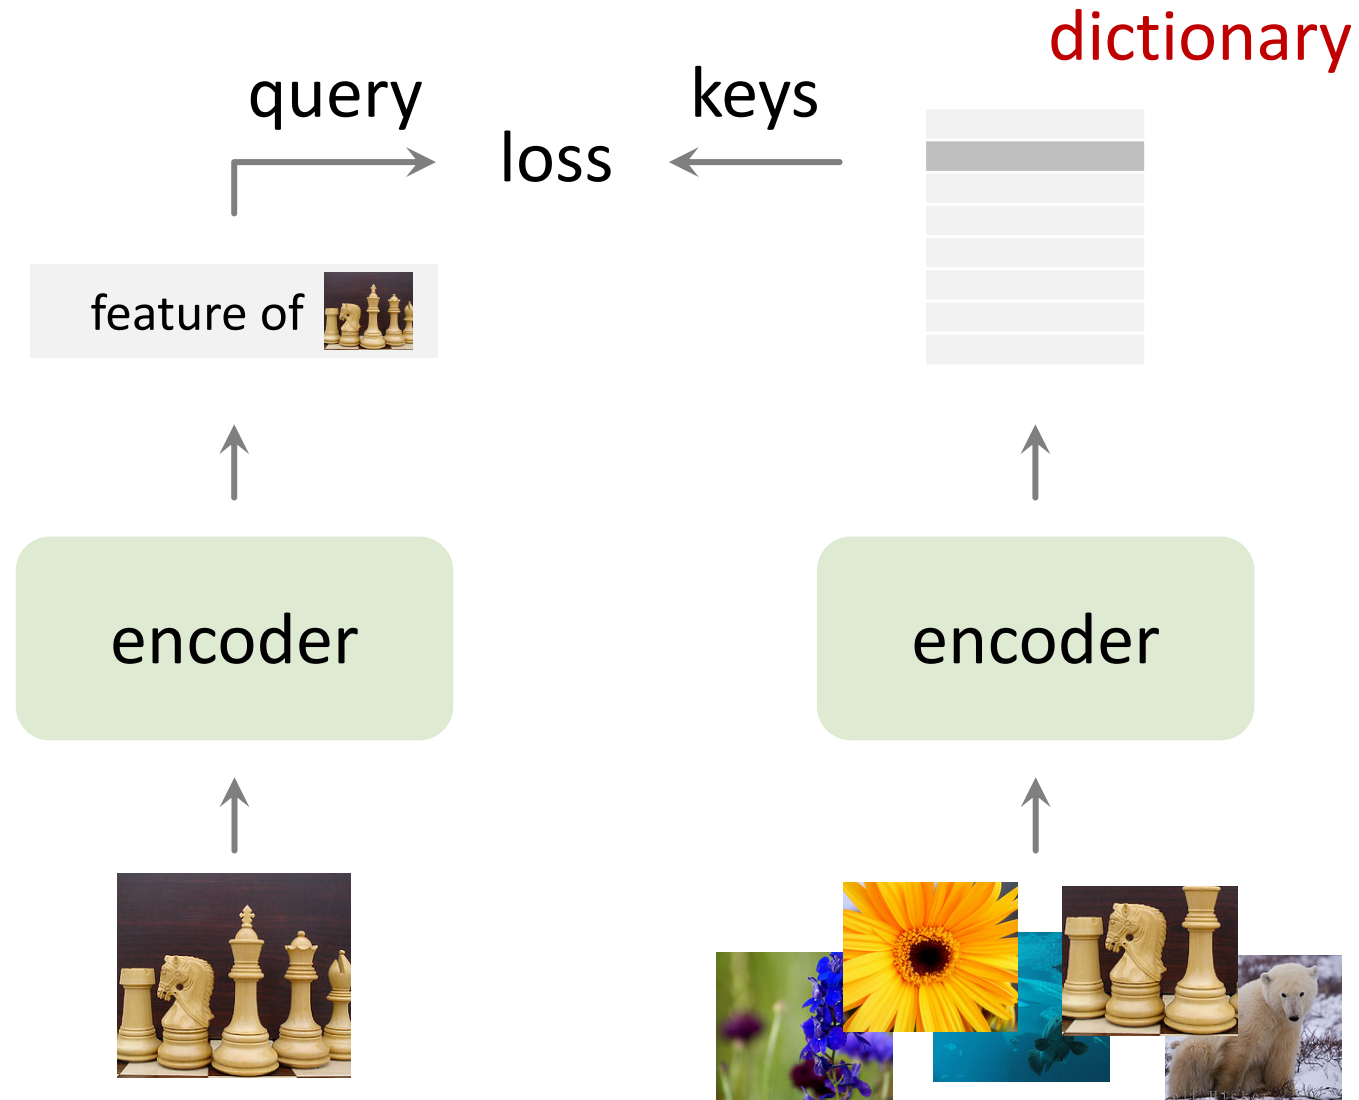 dictionary
query
keys
loss
feature of
encoder
encoder